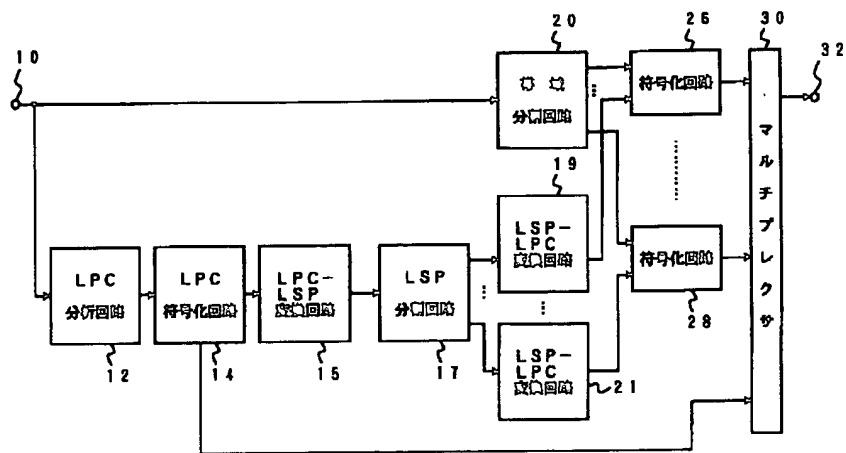 20
26
30
10
32
符号化回路
分割回路
マルチプレクサ
19
LSP-
LPC
変換回路
LPC
分析回路
LPC
符号化回路
LPC-
LSP
変換回路
LSP
分割回路
符号化回路
28
LSP-
LPC
変換回路
12
14
15
17
21